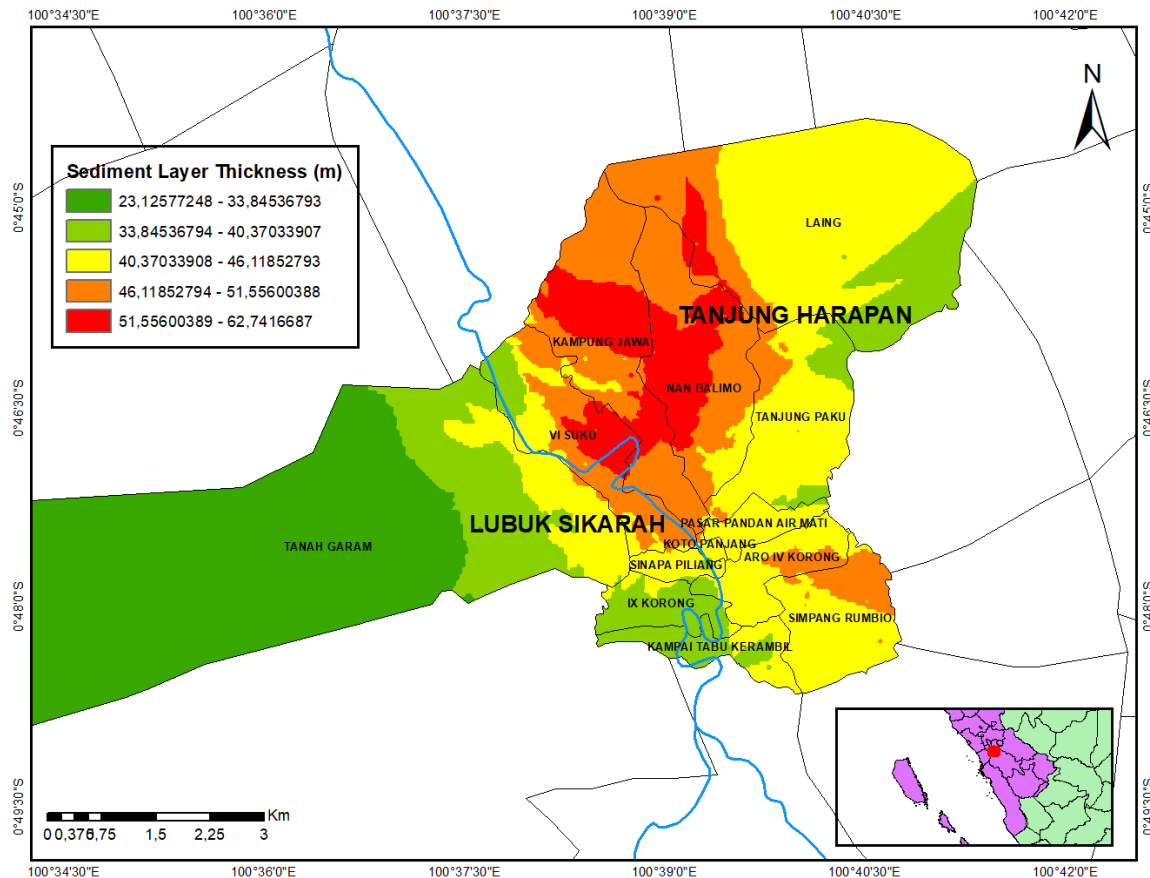 100°34'30"E 100°36'0"E 100°37'30"E 100°39'0"E 100°40'30"E 100°42'0"E
N
Sediment Layer Thickness (m)
23,12577248 - 33,84536793
33,84536794 - 40,37033907
40,37033908 - 46,11852793
46,11852794 - 51,55600388
51,55600389 - 62,7416687
0°45'0"S 0°45'0"S
LAING
TANJUNG HARAPAN
KAMPUNG JAWA
NAN BALIMO
0°46'30"S 0°46'30"S
TANJUNG PAKU
VI SUKU
LUBUK SIKARAH
PASAR PANDAN AIR MATI
TANAH GARAM
KOTO PANJANG
ARO IV KORONG
SINAPA PILIANG
0°48'0"S 0°48'0"S
IX KORONG
SIMPANG RUMBIO
KAMPAI TABU KERAMBIL
0°49'30"S 0°49'30"S
Km
0 0,375 0,75 1,5 2,25 3
100°34'30"E 100°36'0"E 100°37'30"E 100°39'0"E 100°40'30"E 100°42'0"E